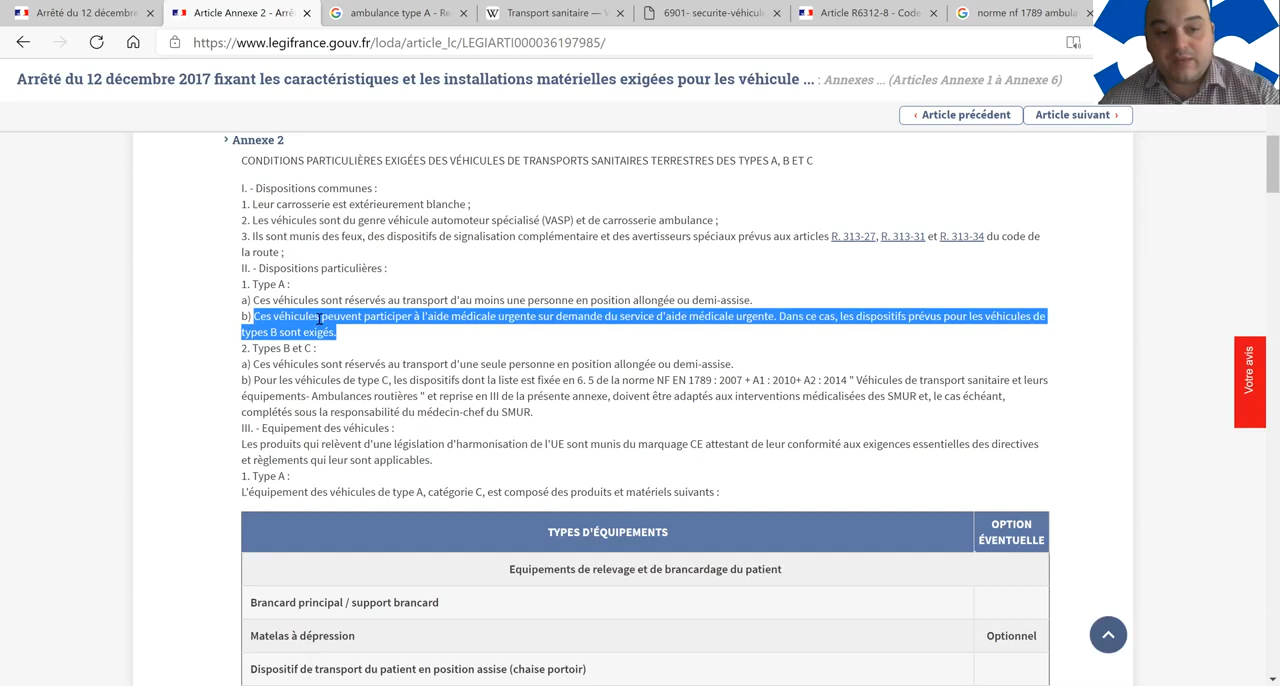 Arrêté du 12 décembre
Article Annexe 2 - Arrê
ambulance type A - Re
Transport sanitaire —
6901- securite-véhicule
Article R6312-8 - Code
norme nf 1789 ambula
https://www.legifrance.gouv.fr/loda/article_lc/LEGIARTI000036197985/
Arrêté du 12 décembre 2017 fixant les caractéristiques et les installations matérielles exigées pour les véhicule ... : Annexes ... (Articles Annexe 1 à Annexe 6)
‹ Article précédent
Article suivant ›
› Annexe 2
CONDITIONS PARTICULIÈRES EXIGÉES DES VÉHICULES DE TRANSPORTS SANITAIRES TERRESTRES DES TYPES A, B ET C
I. - Dispositions communes :
1. Leur carrosserie est extérieurement blanche ;
2. Les véhicules sont du genre véhicule automoteur spécialisé (VASP) et de carrosserie ambulance ;
3. Ils sont munis des feux, des dispositifs de signalisation complémentaire et des avertisseurs spéciaux prévus aux articles R. 313-27, R. 313-31 et R. 313-34 du code de
la route ;
II. - Dispositions particulières :
1. Type A :
a) Ces véhicules sont réservés au transport d'au moins une personne en position allongée ou demi-assise.
b) Ces véhicules peuvent participer à l'aide médicale urgente sur demande du service d'aide médicale urgente. Dans ce cas, les dispositifs prévus pour les véhicules de
types B sont exigés.
2. Types B et C :
a) Ces véhicules sont réservés au transport d'une seule personne en position allongée ou demi-assise.
b) Pour les véhicules de type C, les dispositifs dont la liste est fixée en 6. 5 de la norme NF EN 1789 : 2007 + A1 : 2010+ A2 : 2014 " Véhicules de transport sanitaire et leurs
équipements- Ambulances routières " et reprise en III de la présente annexe, doivent être adaptés aux interventions médicalisées des SMUR et, le cas échéant,
complétés sous la responsabilité du médecin-chef du SMUR.
III. - Equipement des véhicules :
Les produits qui relèvent d'une législation d'harmonisation de l'UE sont munis du marquage CE attestant de leur conformité aux exigences essentielles des directives
et règlements qui leur sont applicables.
1. Type A :
L'équipement des véhicules de type A, catégorie C, est composé des produits et matériels suivants :
TYPES D'ÉQUIPEMENTS
OPTION
ÉVENTUELLE
Equipements de relevage et de brancardage du patient
Brancard principal / support brancard
Matelas à dépression
Optionnel
Dispositif de transport du patient en position assise (chaise portoir)
Votre avis